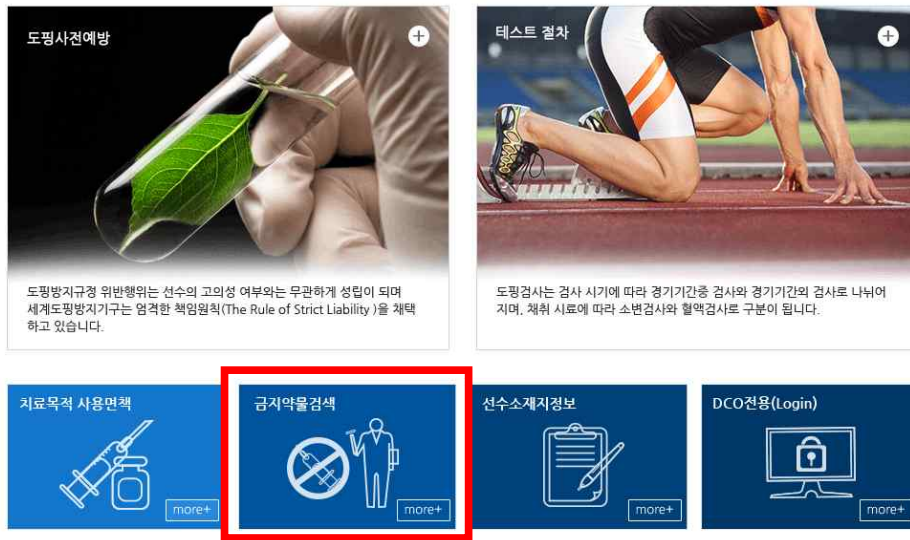 도핑사전예방
테스트 절차
도핑방지규정 위반행위는 선수의 고의성 여부와는 무관하게 성립이 되며
세계도핑방지기구는 엄격한 책임원칙(The Rule of Strict Liability )을 채택
하고 있습니다.
도핑검사는 검사 시기에 따라 경기기간중 검사와 경기기간외 검사로 나뉘어
지며, 채취 시료에 따라 소변검사와 혈액검사로 구분이 됩니다.
치료목적 사용면책
금지약물검색
선수소재지정보
DCO전용(Login)
more+
more+
more+
more+